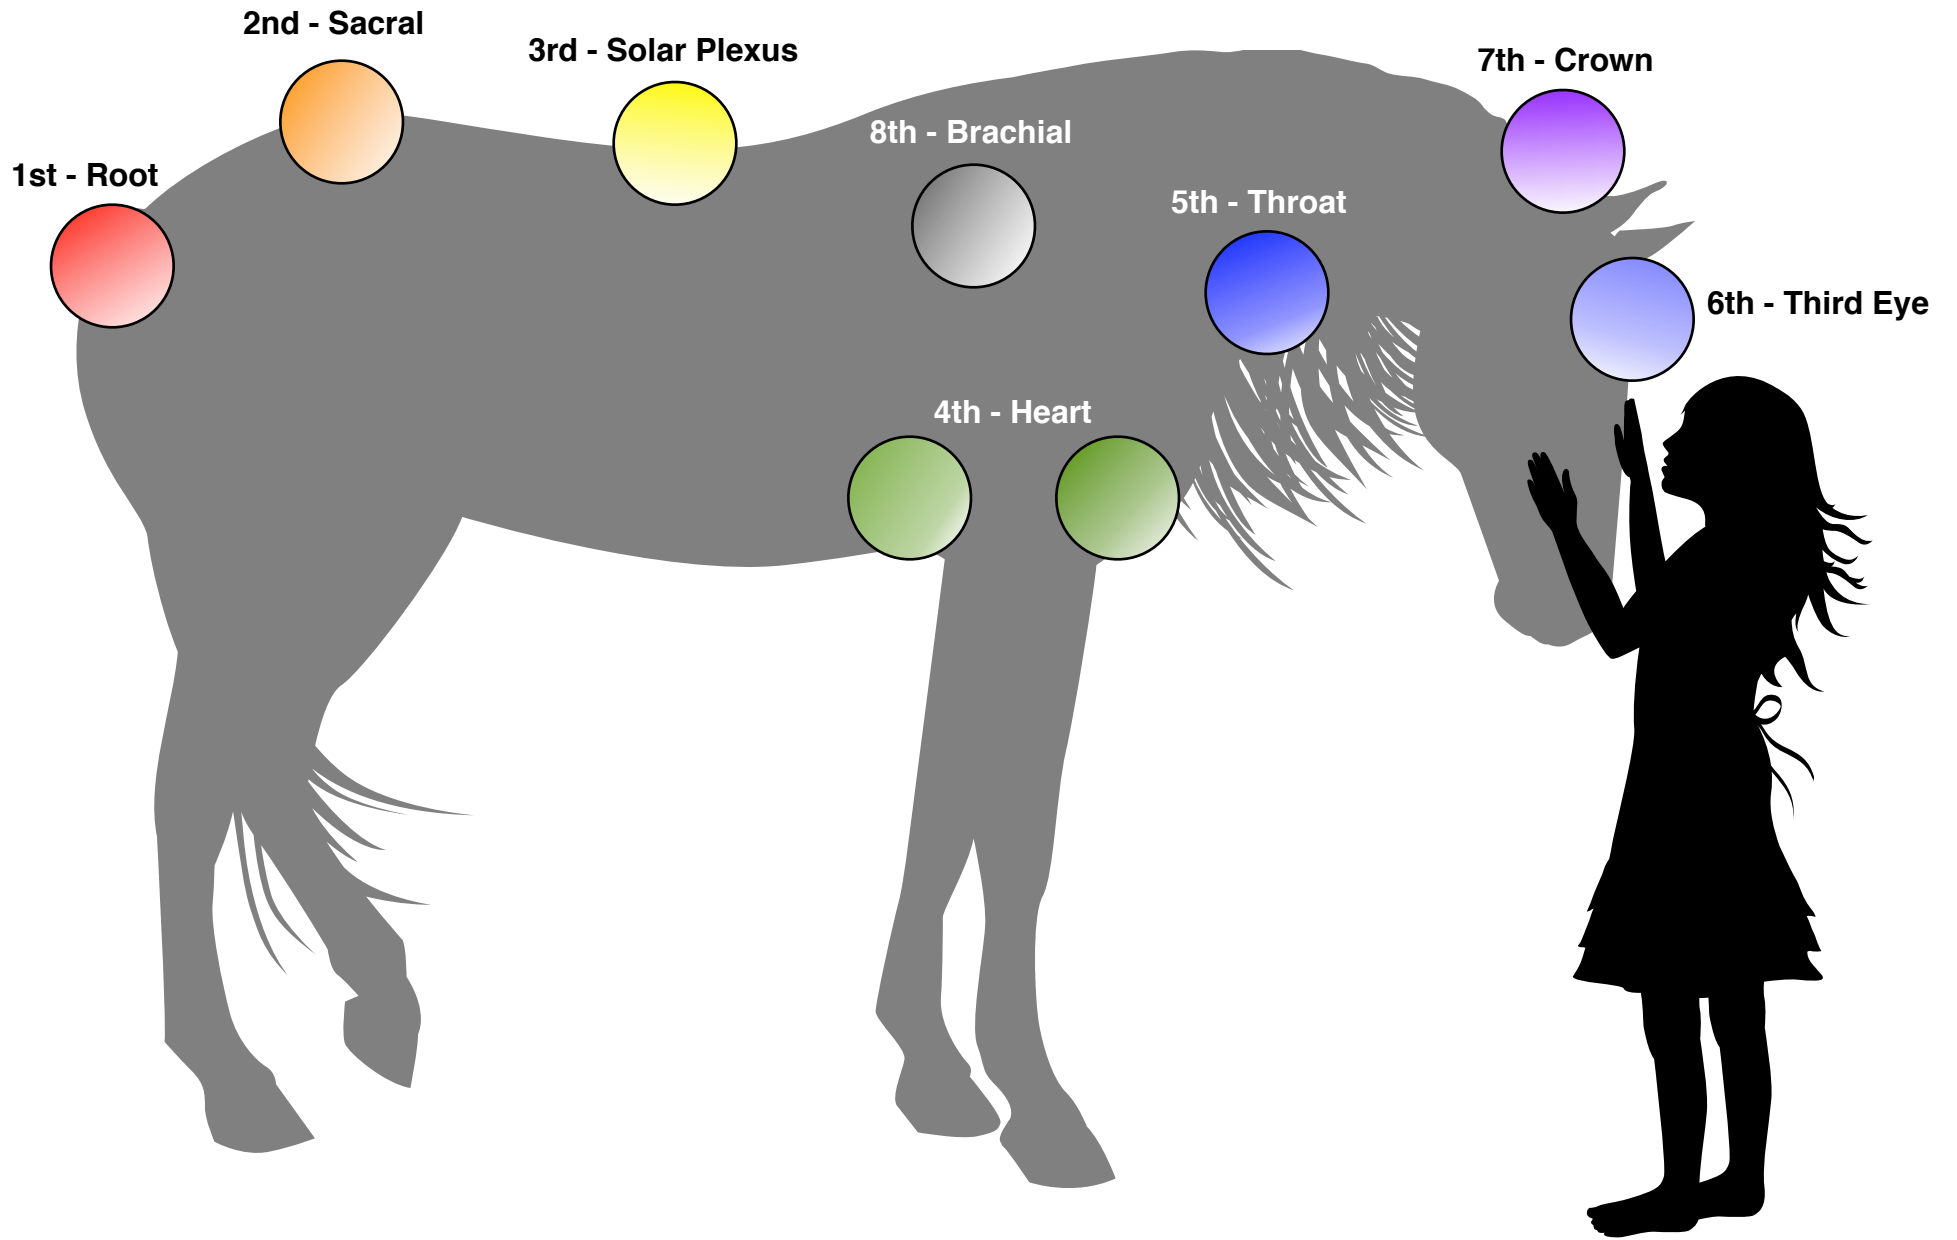 2nd - Sacral
3rd - Solar Plexus
7th - Crown
8th - Brachial
1st - Root
5th - Throat
6th - Third Eye
4th - Heart